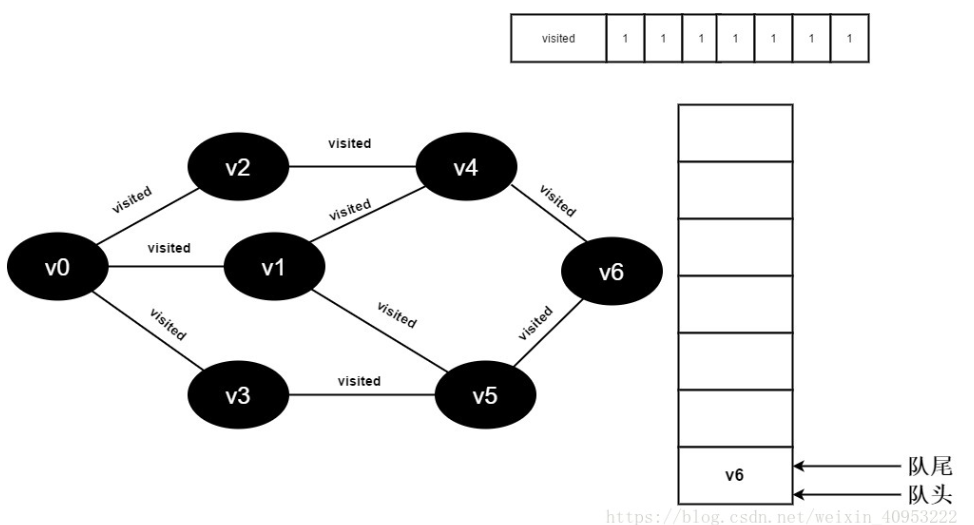 visited 1 1 1 1 1 1 1
v2 visited v4
visited visited visited
v0 visited v1 v6
visited visited visited
v3 visited v5
v6
队尾
队头
https://blog.csdn.net/weixin_40953222